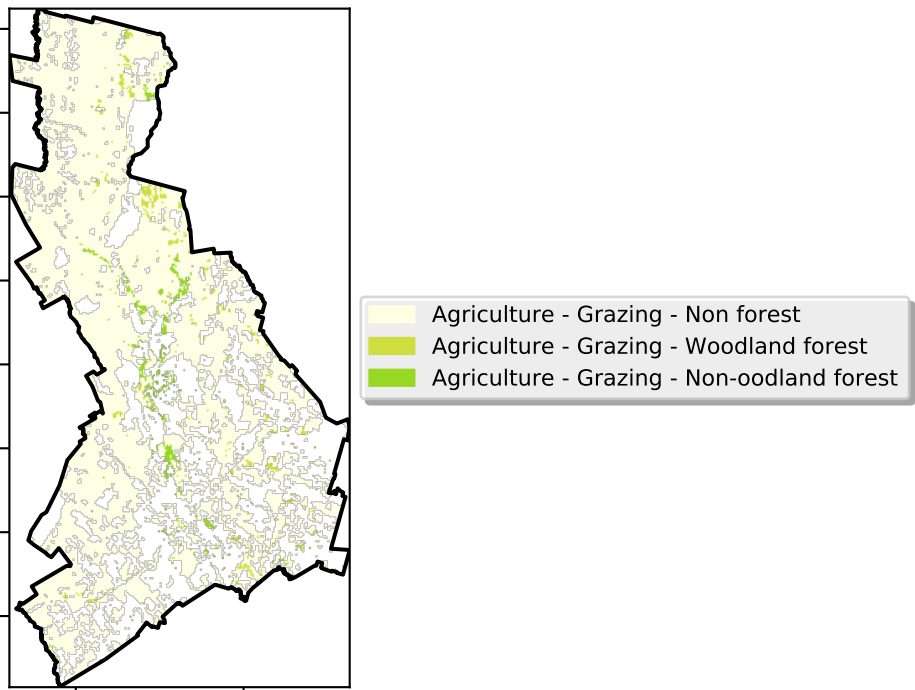 Agriculture - Grazing - Non forest
Agriculture - Grazing - Woodland forest
Agriculture - Grazing - Non-oodland forest